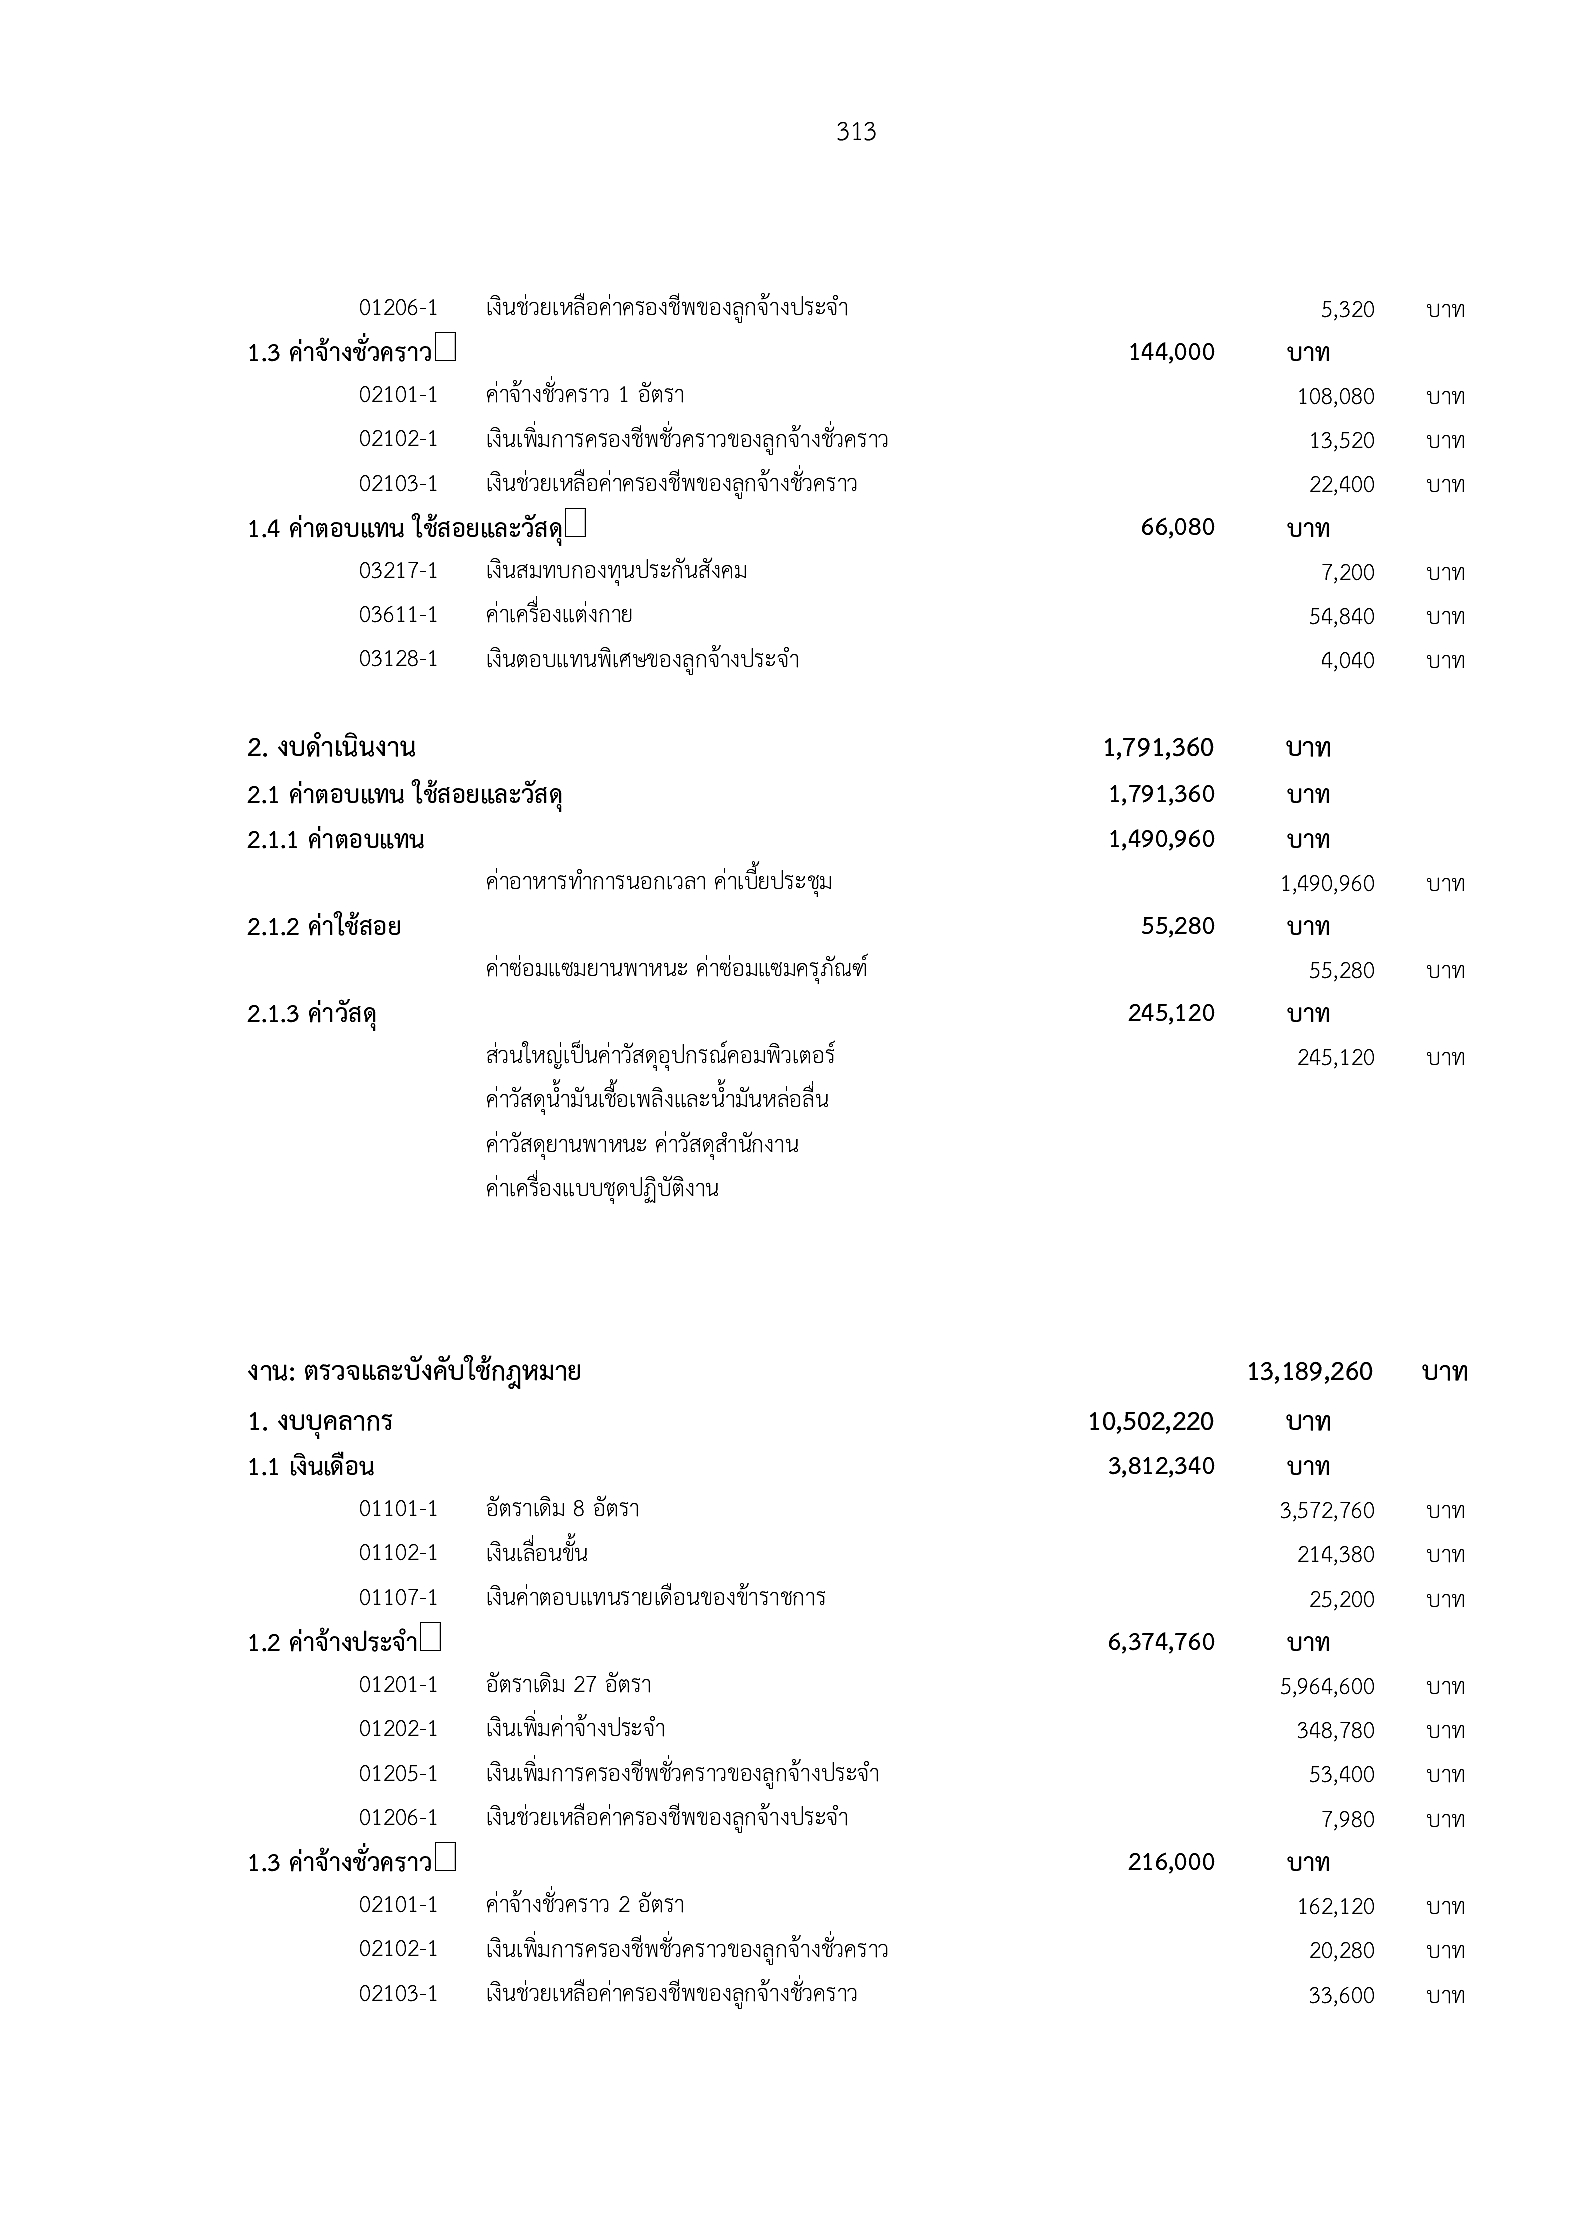 313
01206-1 เงินช่วยเหลือค่าครองชีพของลูกจ้างประจำ 5,320 บาท
1.3 ค่าจ้างชั่วคราว 144,000 บาท
02101-1 ค่าจ้างชั่วคราว 1 อัตรา 108,080 บาท
02102-1 เงินเพิ่มการครองชีพชั่วคราวของลูกจ้างชั่วคราว 13,520 บาท
02103-1 เงินช่วยเหลือค่าครองชีพของลูกจ้างชั่วคราว 22,400 บาท
1.4 ค่าตอบแทน ใช้สอยและวัสดุ 66,080 บาท
03217-1 เงินสมทบกองทุนประกันสังคม 7,200 บาท
03611-1 ค่าเครื่องแต่งกาย 54,840 บาท
03128-1 เงินตอบแทนพิเศษของลูกจ้างประจำ 4,040 บาท
2. งบดำเนินงาน 1,791,360 บาท
2.1 ค่าตอบแทน ใช้สอยและวัสดุ 1,791,360 บาท
2.1.1 ค่าตอบแทน 1,490,960 บาท
ค่าอาหารทำการนอกเวลา ค่าเบี้ยประชุม 1,490,960 บาท
2.1.2 ค่าใช้สอย 55,280 บาท
ค่าซ่อมแซมยานพาหนะ ค่าซ่อมแซมครุภัณฑ์ 55,280 บาท
2.1.3 ค่าวัสดุ 245,120 บาท
ส่วนใหญ่เป็นค่าวัสดุอุปกรณ์คอมพิวเตอร์ 245,120 บาท
ค่าวัสดุน้ำมันเชื้อเพลิงและน้ำมันหล่อลื่น
ค่าวัสดุยานพาหนะ ค่าวัสดุสำนักงาน
ค่าเครื่องแบบชุดปฏิบัติงาน
งาน: ตรวจและบังคับใช้กฎหมาย 13,189,260 บาท
1. งบบุคลากร 10,502,220 บาท
1.1 เงินเดือน 3,812,340 บาท
01101-1 อัตราเดิม 8 อัตรา 3,572,760 บาท
01102-1 เงินเลื่อนขั้น 214,380 บาท
01107-1 เงินค่าตอบแทนรายเดือนของข้าราชการ 25,200 บาท
1.2 ค่าจ้างประจำ 6,374,760 บาท
01201-1 อัตราเดิม 27 อัตรา 5,964,600 บาท
01202-1 เงินเพิ่มค่าจ้างประจำ 348,780 บาท
01205-1 เงินเพิ่มการครองชีพชั่วคราวของลูกจ้างประจำ 53,400 บาท
01206-1 เงินช่วยเหลือค่าครองชีพของลูกจ้างประจำ 7,980 บาท
1.3 ค่าจ้างชั่วคราว 216,000 บาท
02101-1 ค่าจ้างชั่วคราว 2 อัตรา 162,120 บาท
02102-1 เงินเพิ่มการครองชีพชั่วคราวของลูกจ้างชั่วคราว 20,280 บาท
02103-1 เงินช่วยเหลือค่าครองชีพของลูกจ้างชั่วคราว 33,600 บาท